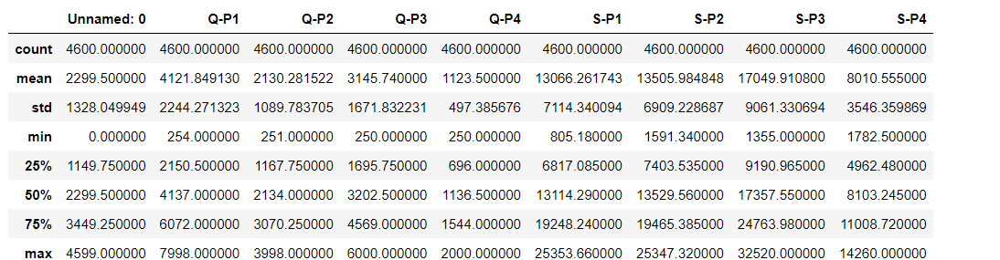 Unnamed: 0 Q-P1 Q-P2 Q-P3 Q-P4 S-P1 S-P2 S-P3 S-P4
count 4600.000000 4600.000000 4600.000000 4600.000000 4600.000000 4600.000000 4600.000000 4600.000000 4600.000000
mean 2299.500000 4121.849130 2130.281522 3145.740000 1123.500000 13066.261743 13505.984848 17049.910800 8010.555000
std 1328.049949 2244.271323 1089.783705 1671.832231 497.385676 7114.340094 6909.228687 9061.330694 3546.359869
min 0.000000 254.000000 251.000000 250.000000 250.000000 805.180000 1591.340000 1355.000000 1782.500000
25% 1149.750000 2150.500000 1167.750000 1695.750000 696.000000 6817.085000 7403.535000 9190.965000 4962.480000
50% 2299.500000 4137.000000 2134.000000 3202.500000 1136.500000 13114.290000 13529.560000 17357.550000 8103.245000
75% 3449.250000 6072.000000 3070.250000 4569.000000 1544.000000 19248.240000 19465.385000 24763.980000 11008.720000
max 4599.000000 7998.000000 3998.000000 6000.000000 2000.000000 25353.660000 25347.320000 32520.000000 14260.000000